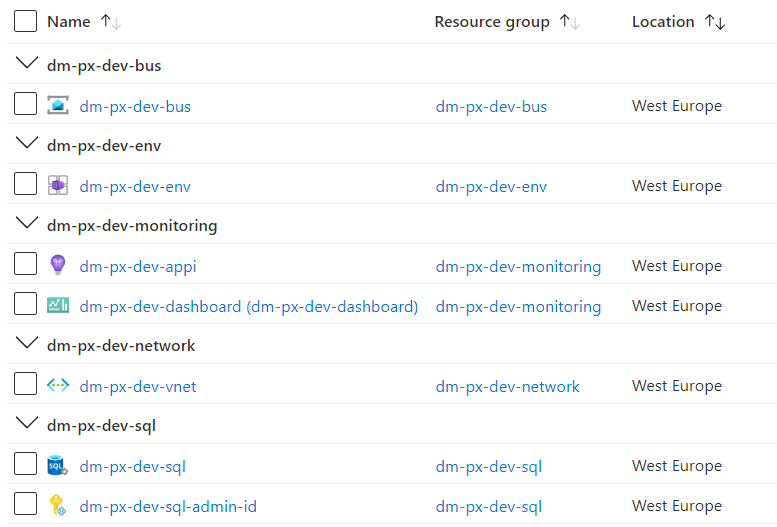 Name Resource group Location
dm-px-dev-bus
dm-px-dev-bus dm-px-dev-bus West Europe
dm-px-dev-env
dm-px-dev-env dm-px-dev-env West Europe
dm-px-dev-monitoring
dm-px-dev-appi dm-px-dev-monitoring West Europe
dm-px-dev-dashboard (dm-px-dev-dashboard) dm-px-dev-monitoring West Europe
dm-px-dev-network
dm-px-dev-vnet dm-px-dev-network West Europe
dm-px-dev-sql
SQL dm-px-dev-sql dm-px-dev-sql West Europe
dm-px-dev-sql-admin-id dm-px-dev-sql West Europe